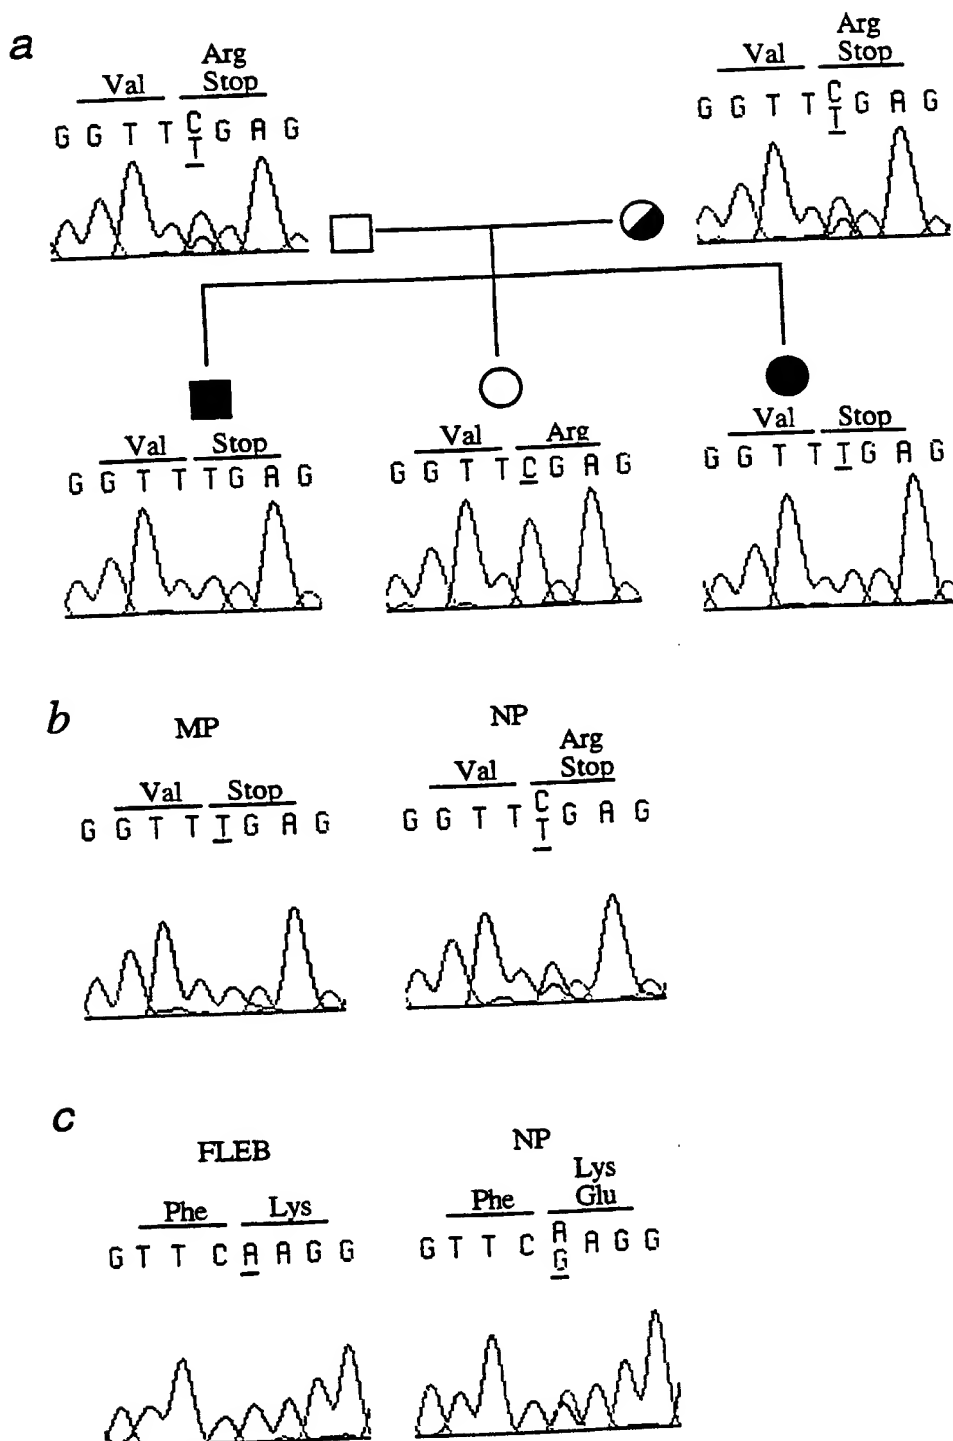 a
Arg
Val Stop
G G T T C G A G
T
Arg
Val Stop
G G T T C G A G
T
Val Stop
G G T T T G A G
Val Arg
G G T T C G A G
Val Stop
G G T T T G A G
b
MP
Val Stop
G G T T T G A G
NP
Arg
Val Stop
G G T T C G A G
T
c
FLEB
Phe Lys
G T T C A A G G
NP
Lys
Phe Glu
G T T C A A G G
G